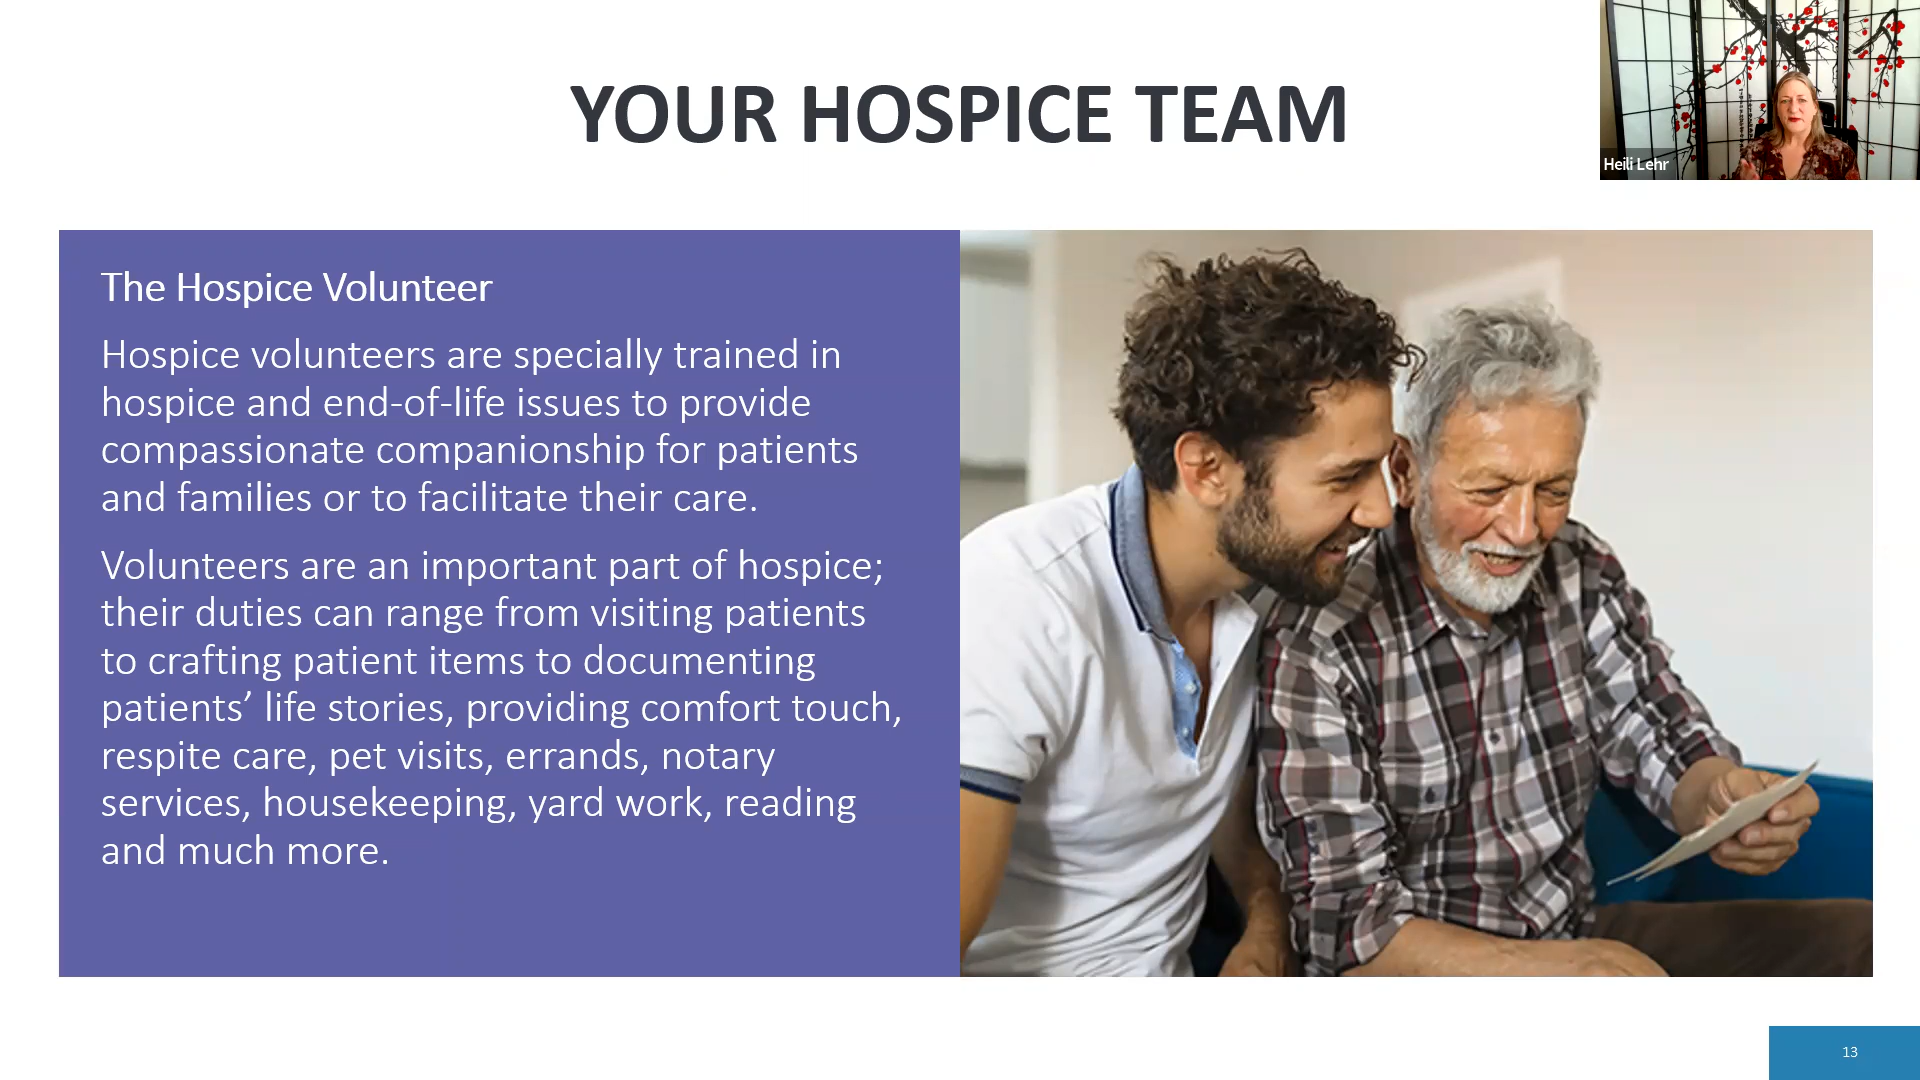 YOUR HOSPICE TEAM
Heili Lehr
The Hospice Volunteer
Hospice volunteers are specially trained in
hospice and end-of-life issues to provide
compassionate companionship for patients
and families or to facilitate their care.
Volunteers are an important part of hospice;
their duties can range from visiting patients
to crafting patient items to documenting
patients’ life stories, providing comfort touch,
respite care, pet visits, errands, notary
services, housekeeping, yard work, reading
and much more.
13